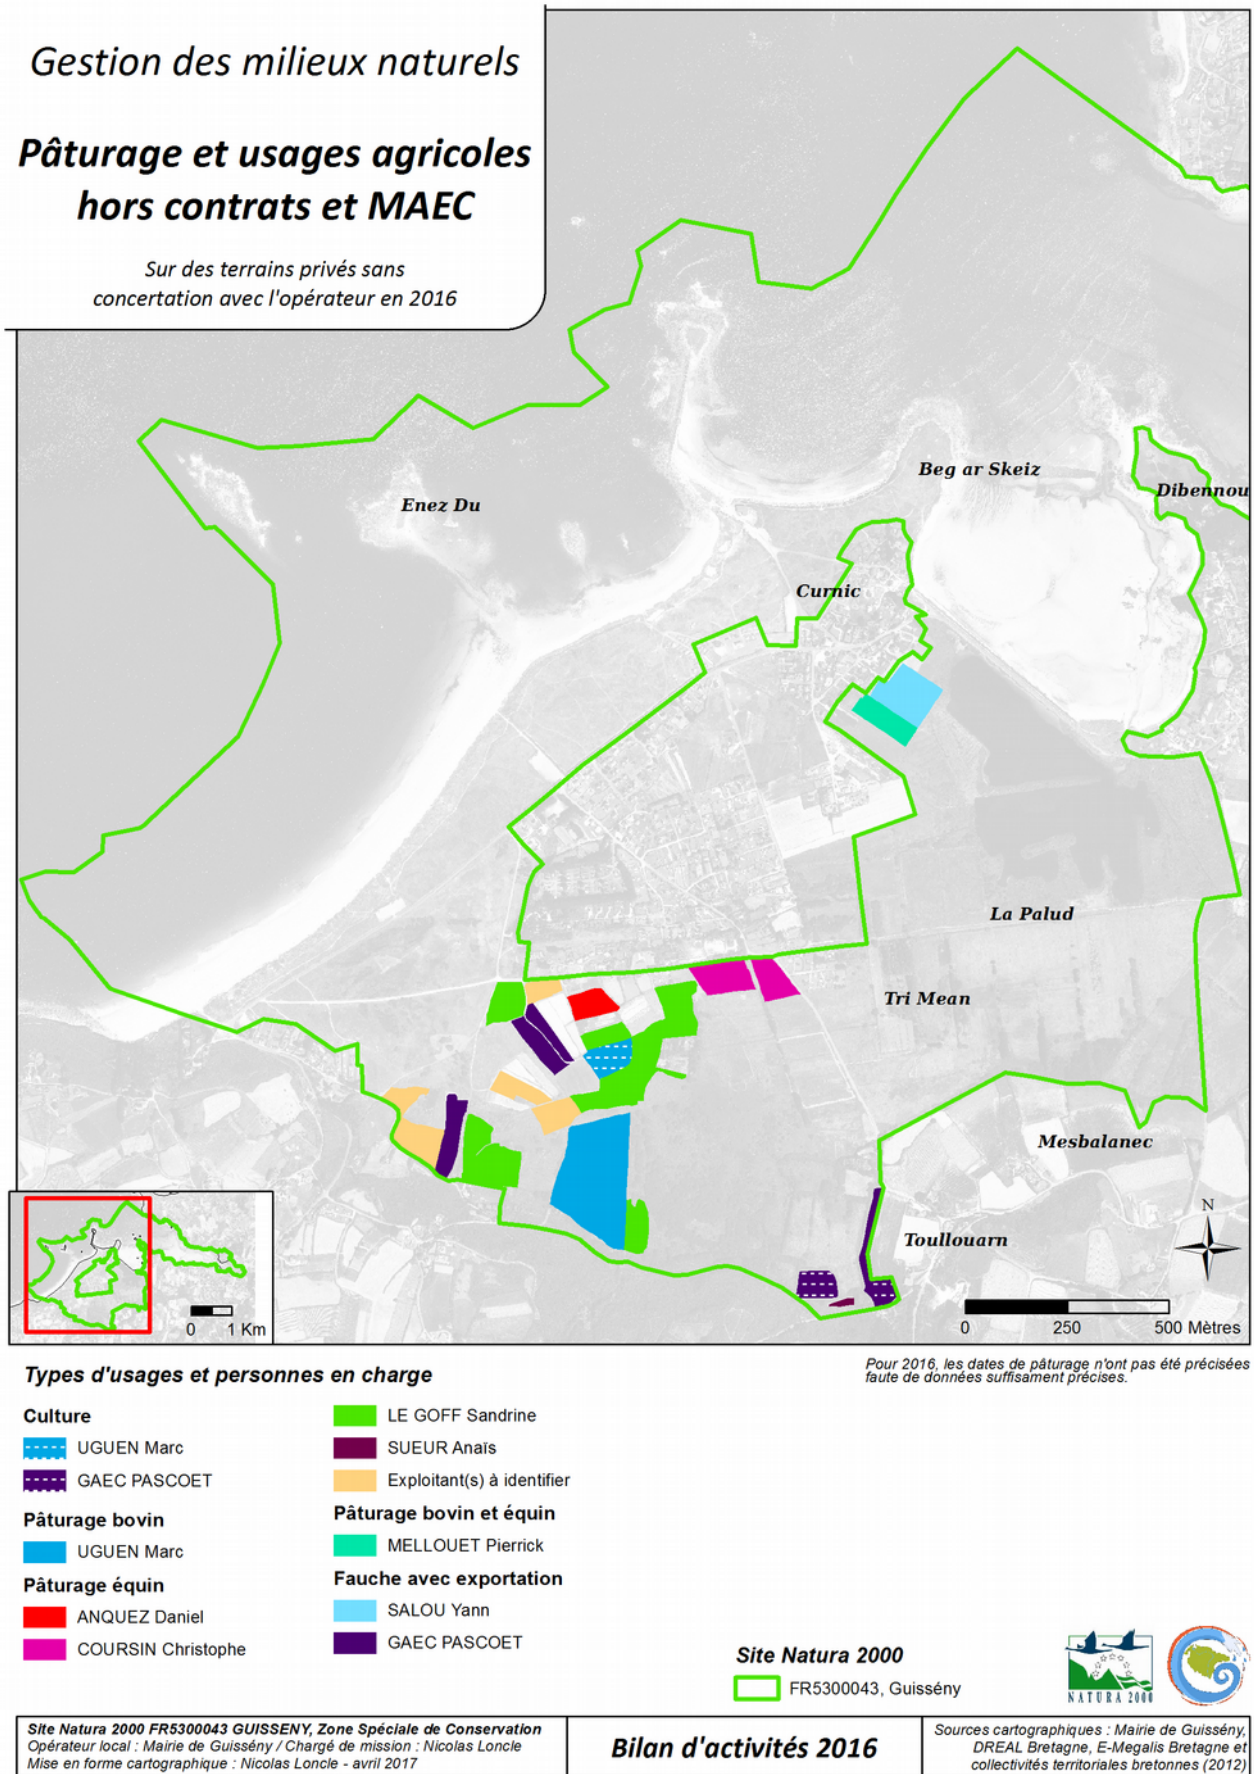 Gestion des milieux naturels
Pâturage et usages agricoles
hors contrats et MAEC
Sur des terrains privés sans
concertation avec l'opérateur en 2016
Enez Du
Beg ar Skeiz
Dibennou
Curnic
La Palud
Tri Mean
Mesbalanec
Toullouarn
N
0 250 500 Mètres
0 1 Km
Pour 2016, les dates de pâturage n'ont pas été précisées
faute de données suffisament précises.
Types d'usages et personnes en charge
Culture
UGUEN Marc
GAEC PASCOET
Pâturage bovin
UGUEN Marc
Pâturage équin
ANQUEZ Daniel
COURSIN Christophe
LE GOFF Sandrine
SUEUR Anaïs
Exploitant(s) à identifier
Pâturage bovin et équin
MELLOUET Pierrick
Fauche avec exportation
SALOU Yann
GAEC PASCOET
Site Natura 2000
FR5300043, Guissény
NATURA 2000
Site Natura 2000 FR5300043 GUISSENY, Zone Spéciale de Conservation
Opérateur local : Mairie de Guissény / Chargé de mission : Nicolas Loncle
Mise en forme cartographique : Nicolas Loncle - avril 2017
Bilan d'activités 2016
Sources cartographiques : Mairie de Guissény,
DREAL Bretagne, E-Megalis Bretagne et
collectivités territoriales bretonnes (2012)